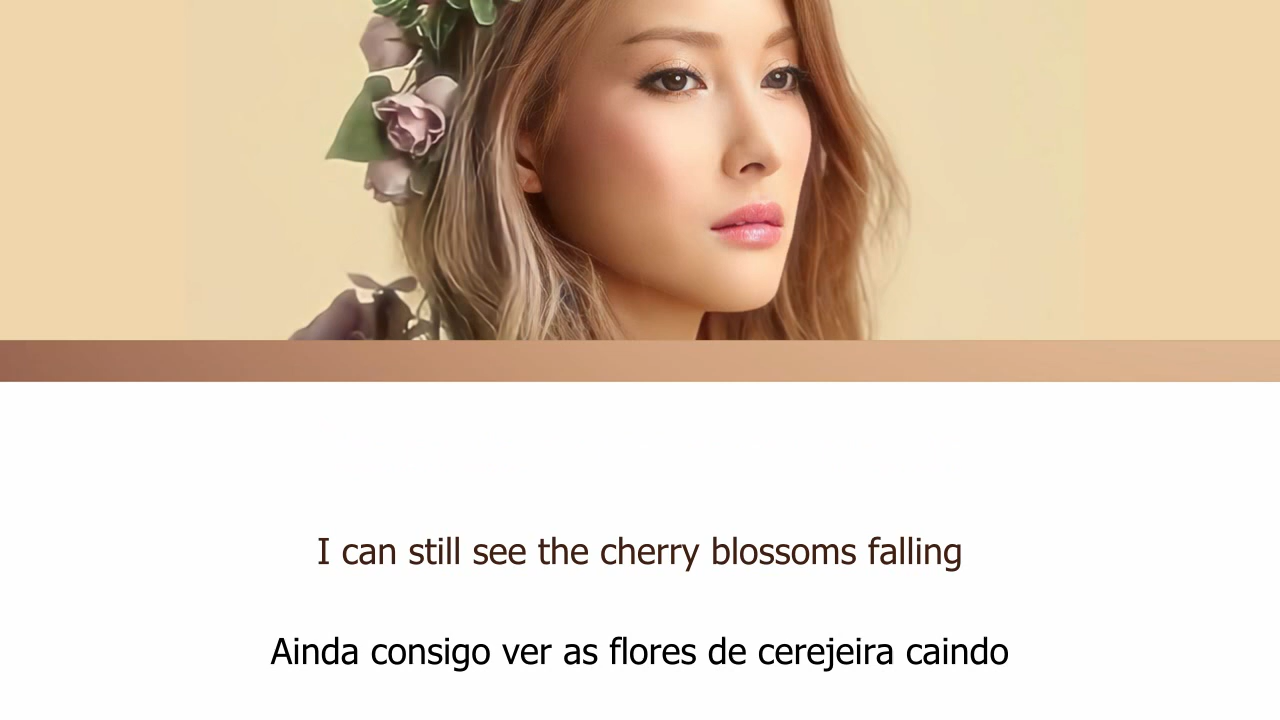 I can still see the cherry blossoms falling
Ainda consigo ver as flores de cerejeira caindo